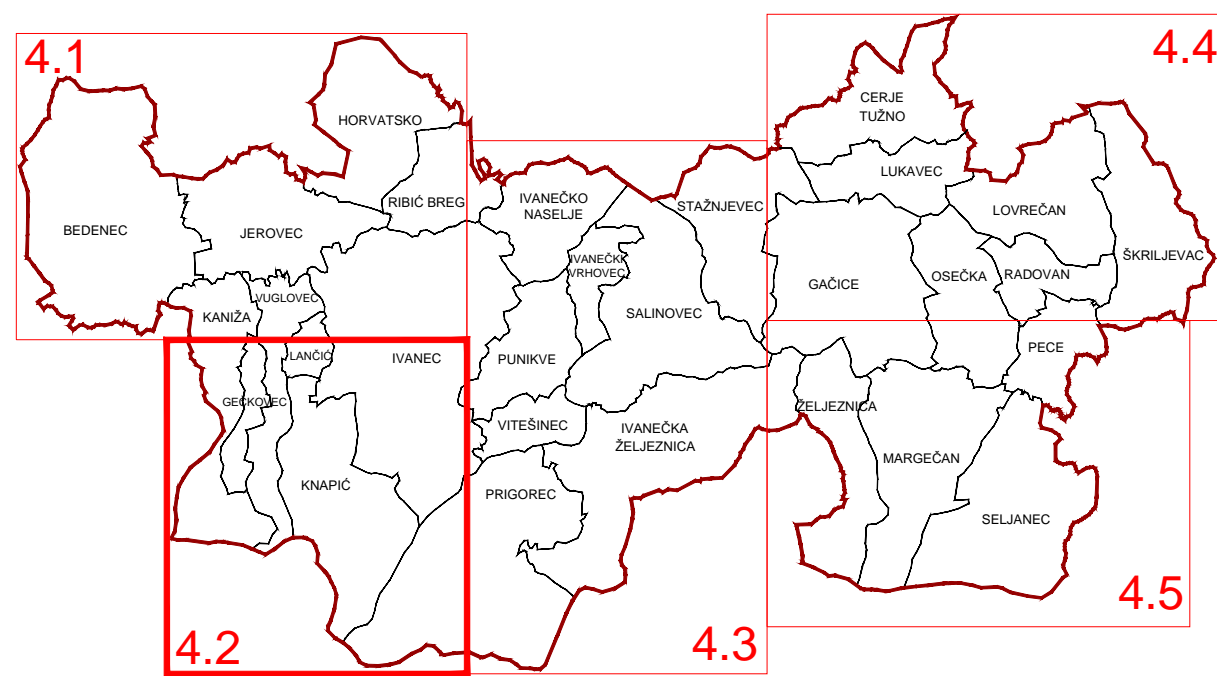 4.1
4.4
CERJE
TUŽNO
HORVATSKO
LUKAVEC
RIBIĆ BREG
IVANEČKO
NASELJE
STAŽNJEVEC
LOVREČAN
BEDENEC
JEROVEC
ŠKRILJEVAC
IVANEČKI
VRHOVEC
OSEČKA
RADOVAN
GAČICE
VUGLOVEC
KANIŽA
SALINOVEC
LANČIĆ
IVANEC
PUNIKVE
PECE
GEČKOVEC
ŽELJEZNICA
VITEŠINEC
IVANEČKA
ŽELJEZNICA
MARGEČAN
KNAPIĆ
PRIGOREC
SELJANEC
4.5
4.2
4.3